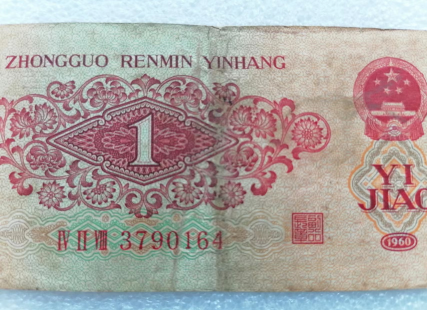 ZHONGGUO RENMIN YINHANG
1
YI
JIAO
IV II VIII 3790164
1960